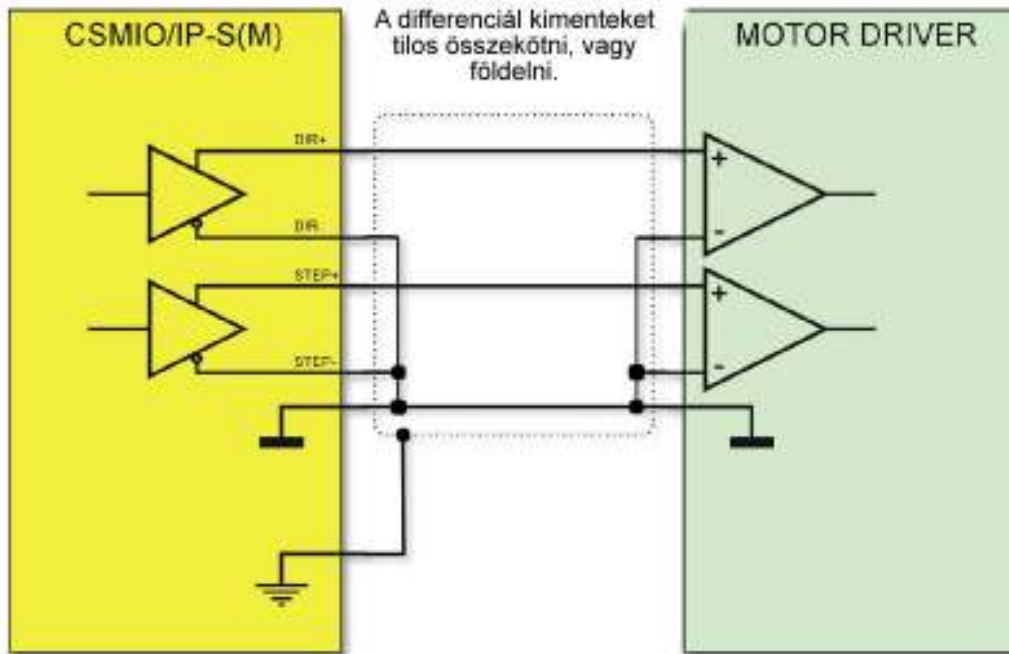 CSMIO/IP-S(M)
A differenciál kimenteket
tilos összekötni, vagy
földelni.
MOTOR DRIVER
DIR+
DIR-
STEP+
STEP-
+
-
+
-